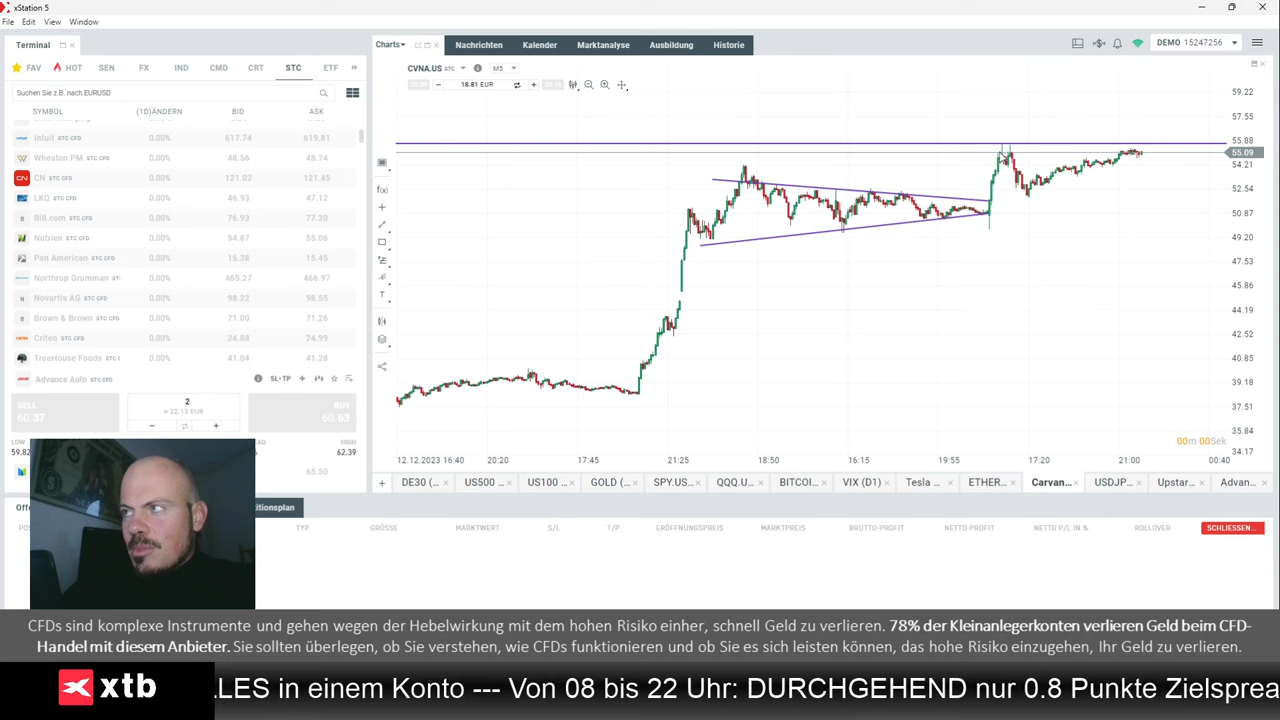 xStation 5
File Edit View Window
Terminal
FAV HOT SEN FX IND CMD CRT STC ETF
Suchen Sie z.B. nach EURUSD
SYMBOL (1D)ÄNDERN BID ASK
Intuit STC CFD 0.00% 617.74 619.81
Wheaton PM STC CFD 0.00% 48.56 48.74
CN STC CFD 0.00% 121.02 121.45
LKQ STC CFD 0.00% 46.93 47.12
Bill.com STC CFD 0.00% 76.93 77.20
Nutrien STC CFD 0.00% 54.87 55.06
Pan American STC CFD 0.00% 15.38 15.45
Northrop Grumman 0.00% 465.27 466.97
Novartis AG STC CFD 0.00% 98.22 98.55
Brown & Brown STC CFD 0.00% 71.00 71.26
Criteo STC CFD 0.00% 24.88 24.99
TreeHouse Foods 0.00% 41.04 41.28
Advance Auto STC CFD SL+TP
SELL 60.37 2 ≈ 22.13 EUR BUY 60.63
LOW 59.82 HIGH 62.39
65.50
Charts Nachrichten Kalender Marktanalyse Ausbildung Historie
DEMO 15247256
CVNA.US STC M5
18.81 EUR
59.22
57.55
55.88
55.09
54.21
52.54
50.87
49.20
47.53
45.86
44.19
42.52
40.85
39.18
37.51
35.84
34.17
00m 00Sek
12.12.2023 16:40 20:20 17:45 21:25 18:50 16:15 19:55 17:20 21:00 00:40
DE30 (... US500 ... US100 ... GOLD (... SPY.US... QQQ.U... BITCOI... VIX (D1) Tesla ... ETHER... Carvan... USDJP... Upstar... Advan...
TYP GRÖSSE MARKTWERT S/L T/P ERÖFFNUNGSPREIS MARKTPREIS BRUTTO-PROFIT NETTO-PROFIT NETTO P/L IN % ROLLOVER SCHLIESSEN...
CFDs sind komplexe Instrumente und gehen wegen der Hebelwirkung mit dem hohen Risiko einher, schnell Geld zu verlieren. 78% der Kleinanlegerkonten verlieren Geld beim CFD-
Handel mit diesem Anbieter. Sie sollten überlegen, ob Sie verstehen, wie CFDs funktionieren und ob Sie es sich leisten können, das hohe Risiko einzugehen, Ihr Geld zu verlieren.
xtb
LLES in einem Konto --- Von 08 bis 22 Uhr: DURCHGEHEND nur 0.8 Punkte Zielsprea